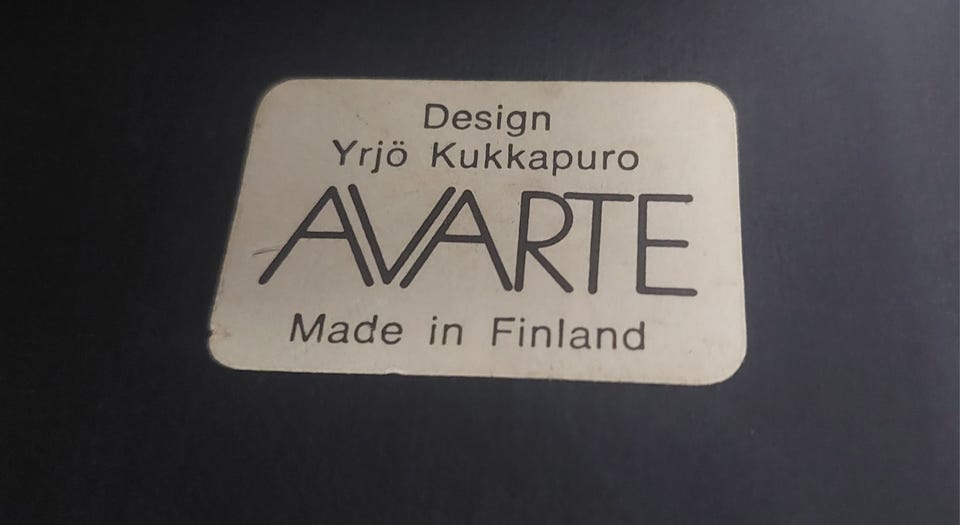 Design
Yrjö Kukkapuro
AVARTE
Made in Finland